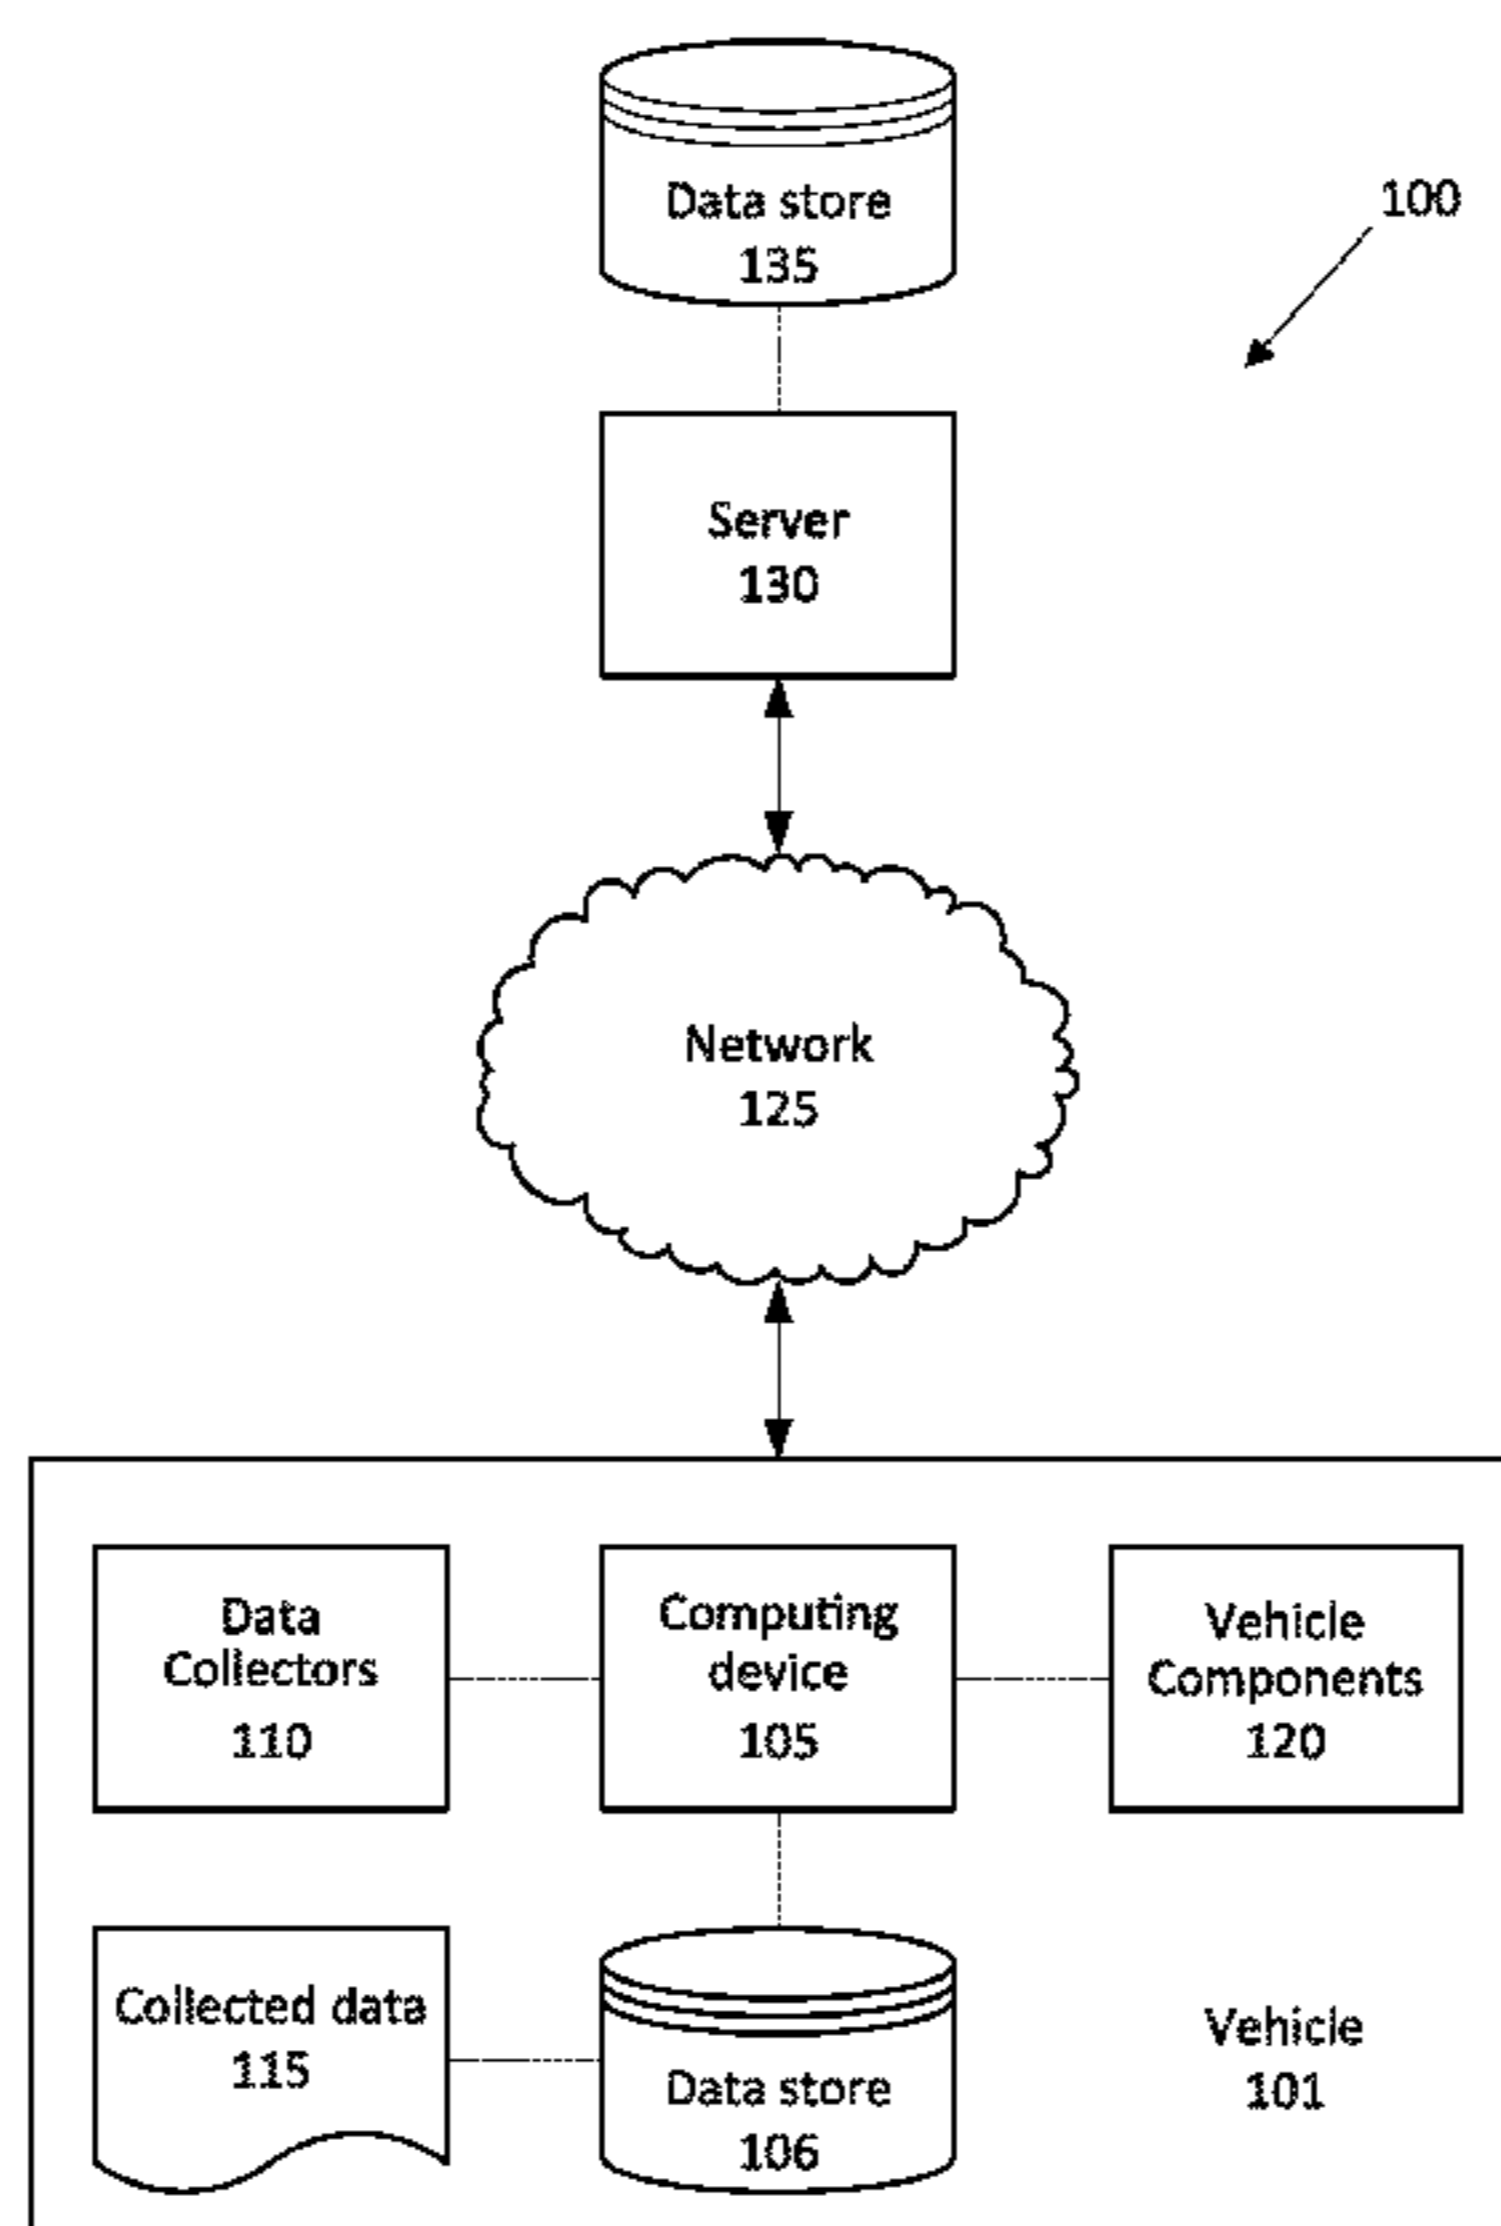 Data store
135
100
Server
130
Network
125
Data
Collectors
110
Computing
device
105
Vehicle
Components
120
Collected data
115
Data store
106
Vehicle
101